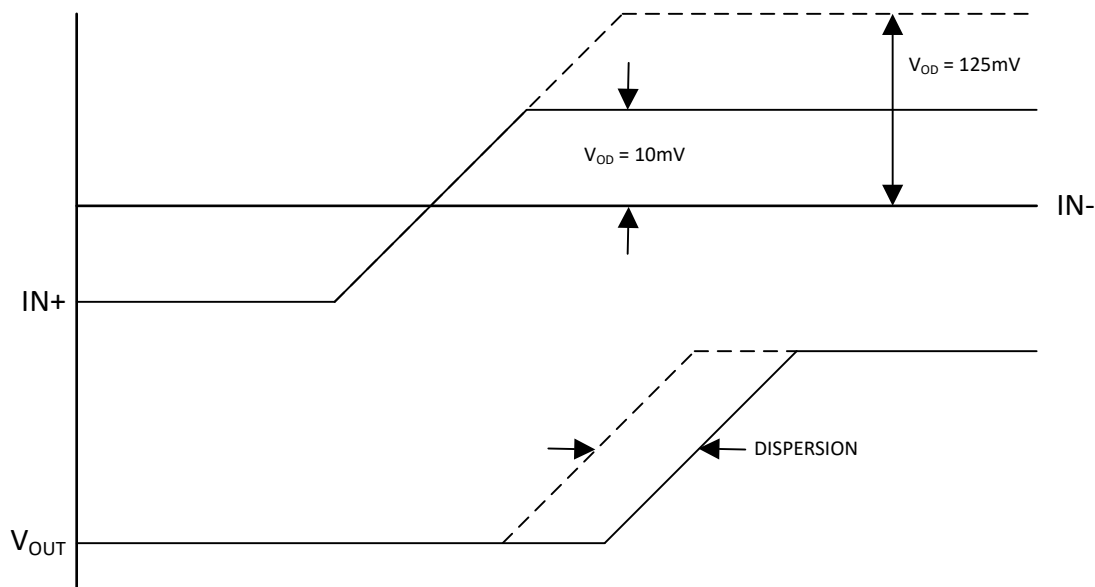 V_OD = 125mV
V_OD = 10mV
IN-
IN+
DISPERSION
V_OUT